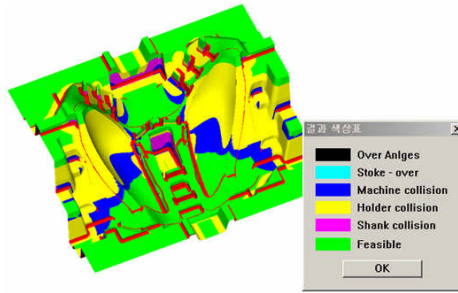 결과 색상표
Over Anlges
Stoke - over
Machine collision
Holder collision
Shank collision
Feasible
OK